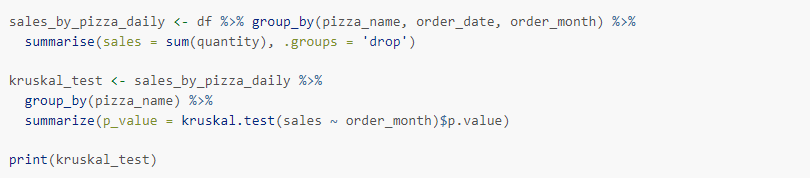 sales_by_pizza_daily <- df %>% group_by(pizza_name, order_date, order_month) %>%
  summarise(sales = sum(quantity), .groups = 'drop')

kruskal_test <- sales_by_pizza_daily %>%
  group_by(pizza_name) %>%
  summarize(p_value = kruskal.test(sales ~ order_month)$p.value)

print(kruskal_test)